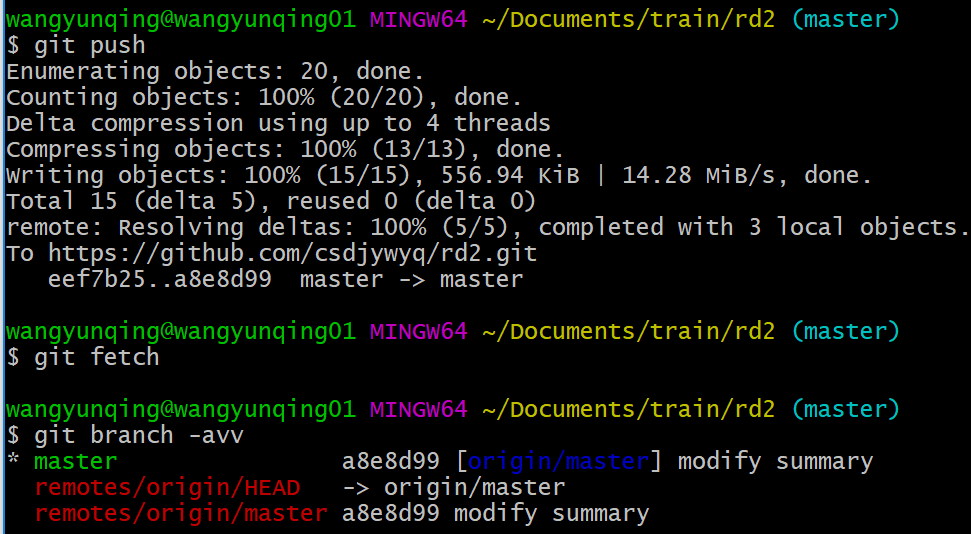 wangyunqing@wangyunqing01 MINGW64 ~/Documents/train/rd2 (master)
$ git push
Enumerating objects: 20, done.
Counting objects: 100% (20/20), done.
Delta compression using up to 4 threads
Compressing objects: 100% (13/13), done.
Writing objects: 100% (15/15), 556.94 KiB | 14.28 MiB/s, done.
Total 15 (delta 5), reused 0 (delta 0)
remote: Resolving deltas: 100% (5/5), completed with 3 local objects.
To https://github.com/csdjywyq/rd2.git
   eef7b25..a8e8d99  master -> master
wangyunqing@wangyunqing01 MINGW64 ~/Documents/train/rd2 (master)
$ git fetch
wangyunqing@wangyunqing01 MINGW64 ~/Documents/train/rd2 (master)
$ git branch -avv
* master                a8e8d99 [origin/master] modify summary
  remotes/origin/HEAD   -> origin/master
  remotes/origin/master a8e8d99 modify summary